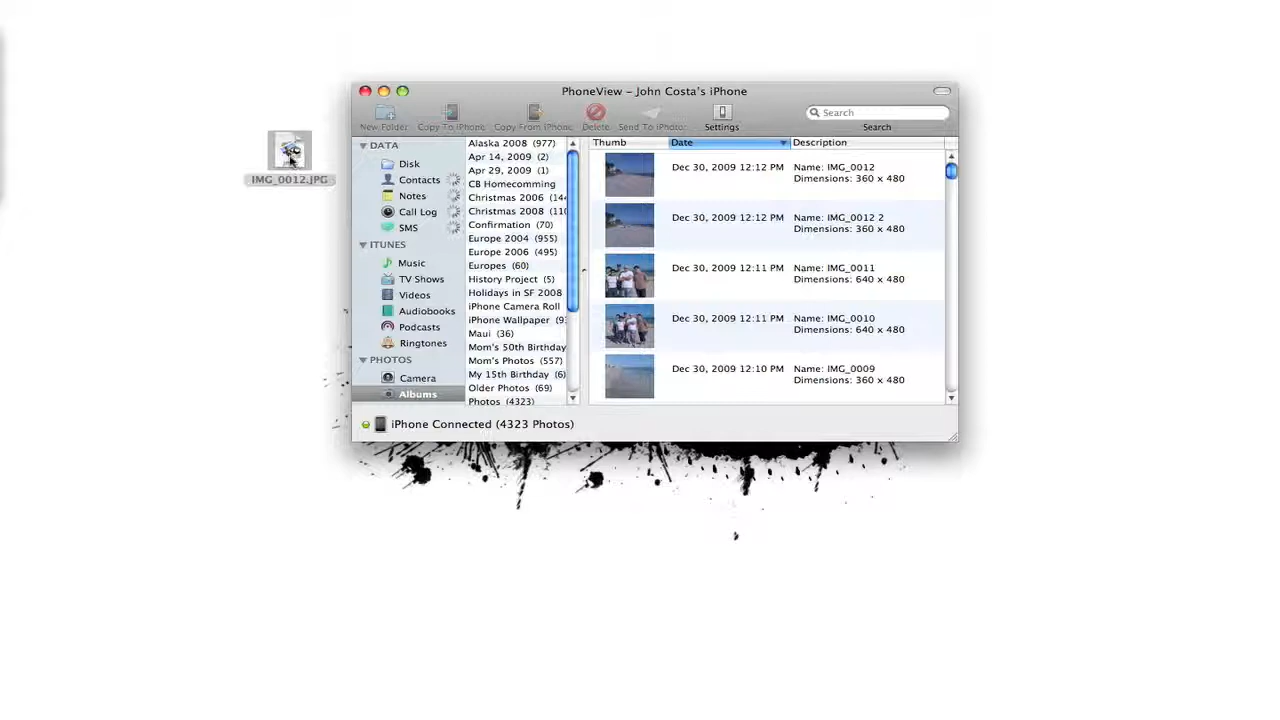 PhoneView – John Costa's iPhone
New Folder
Copy To iPhone
Copy From iPhone
Delete
Send To iPhoto
Settings
Search
Search
IMG_0012.JPG
DATA
Disk
Contacts
Notes
Call Log
SMS
ITUNES
Music
TV Shows
Videos
Audiobooks
Podcasts
Ringtones
PHOTOS
Camera
Albums
Alaska 2008 (977)
Apr 14, 2009 (2)
Apr 29, 2009 (1)
CB Homecomming
Christmas 2006 (144
Christmas 2008 (110
Confirmation (70)
Europe 2004 (955)
Europe 2006 (495)
Europes (60)
History Project (5)
Holidays in SF 2008
iPhone Camera Roll
iPhone Wallpaper (93
Maui (36)
Mom's 50th Birthday
Mom's Photos (557)
My 15th Birthday (6)
Older Photos (69)
Photos (4323)
Thumb Date Description
Dec 30, 2009 12:12 PM Name: IMG_0012
Dimensions: 360 x 480
Dec 30, 2009 12:12 PM Name: IMG_0012 2
Dimensions: 360 x 480
Dec 30, 2009 12:11 PM Name: IMG_0011
Dimensions: 640 x 480
Dec 30, 2009 12:11 PM Name: IMG_0010
Dimensions: 640 x 480
Dec 30, 2009 12:10 PM Name: IMG_0009
Dimensions: 360 x 480
iPhone Connected (4323 Photos)